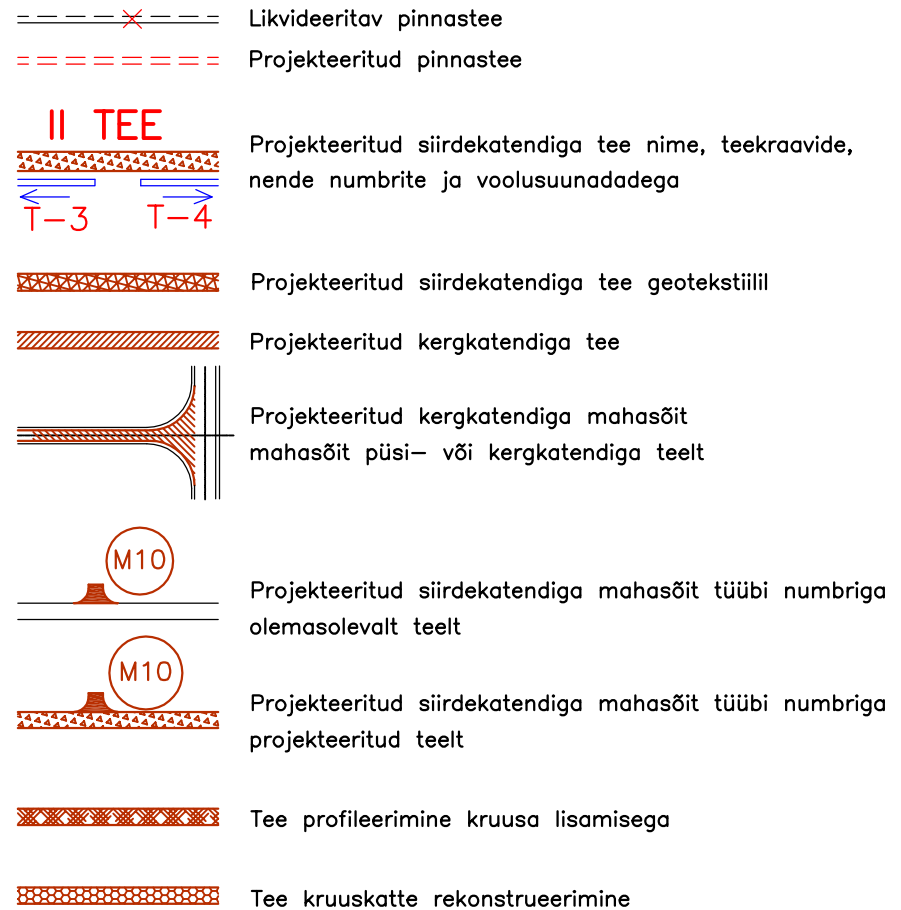 Likvideeritav pinnastee
Projekteeritud pinnastee
II TEE
Projekteeritud siirdekatendiga tee nime, teekraavide,
nende numbrite ja voolusuunadadega
T-3 T-4
Projekteeritud siirdekatendiga tee geotekstiilil
Projekteeritud kergkatendiga tee
Projekteeritud kergkatendiga mahasõit
mahasõit püsi- või kergkatendiga teelt
M10
Projekteeritud siirdekatendiga mahasõit tüübi numbriga
olemasolevalt teelt
M10
Projekteeritud siirdekatendiga mahasõit tüübi numbriga
projekteeritud teelt
Tee profileerimine kruusa lisamisega
Tee kruuskatte rekonstrueerimine